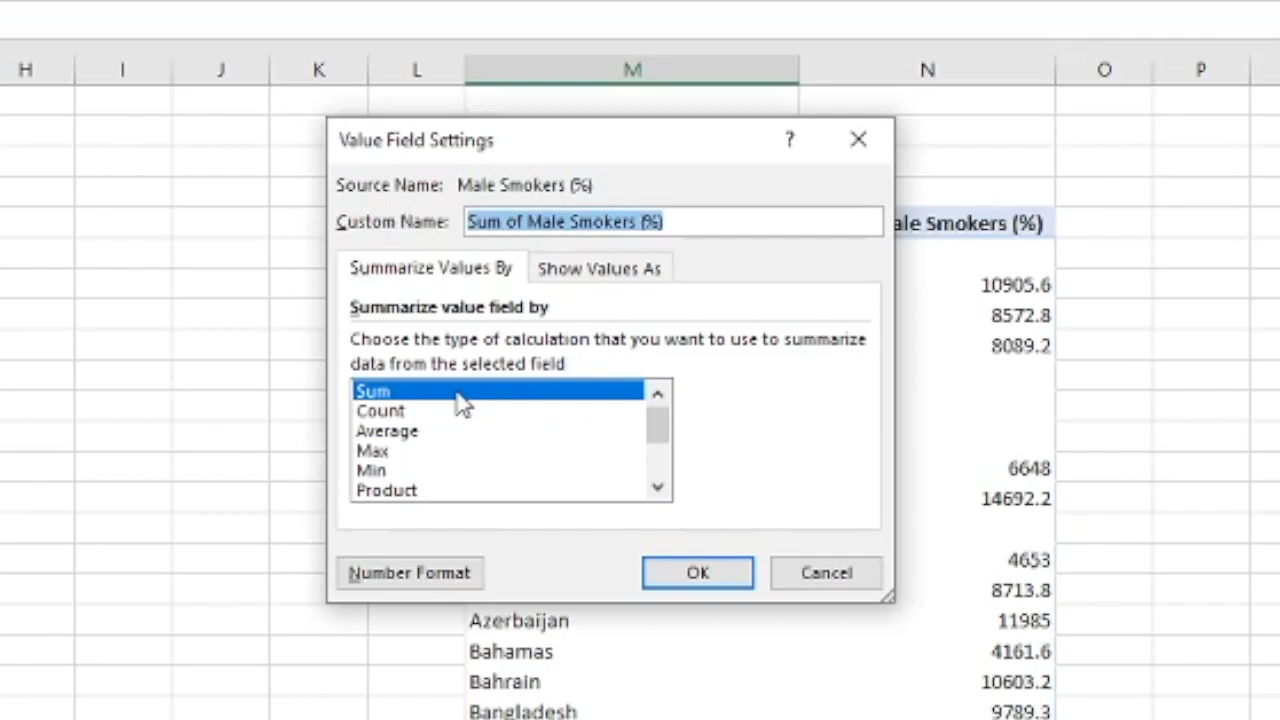 H I J K L M N O P
Value Field Settings ?
Source Name: Male Smokers (%)
Custom Name: Sum of Male Smokers (%)
ale Smokers (%)
Summarize Values By Show Values As
Summarize value field by
10905.6
8572.8
Choose the type of calculation that you want to use to summarize
8089.2
data from the selected field
Sum
Count
Average
Max
Min
6648
Product
14692.2
4653
Number Format OK Cancel
8713.8
Azerbaijan 11985
Bahamas 4161.6
Bahrain 10603.2
Bangladesh 9789.3